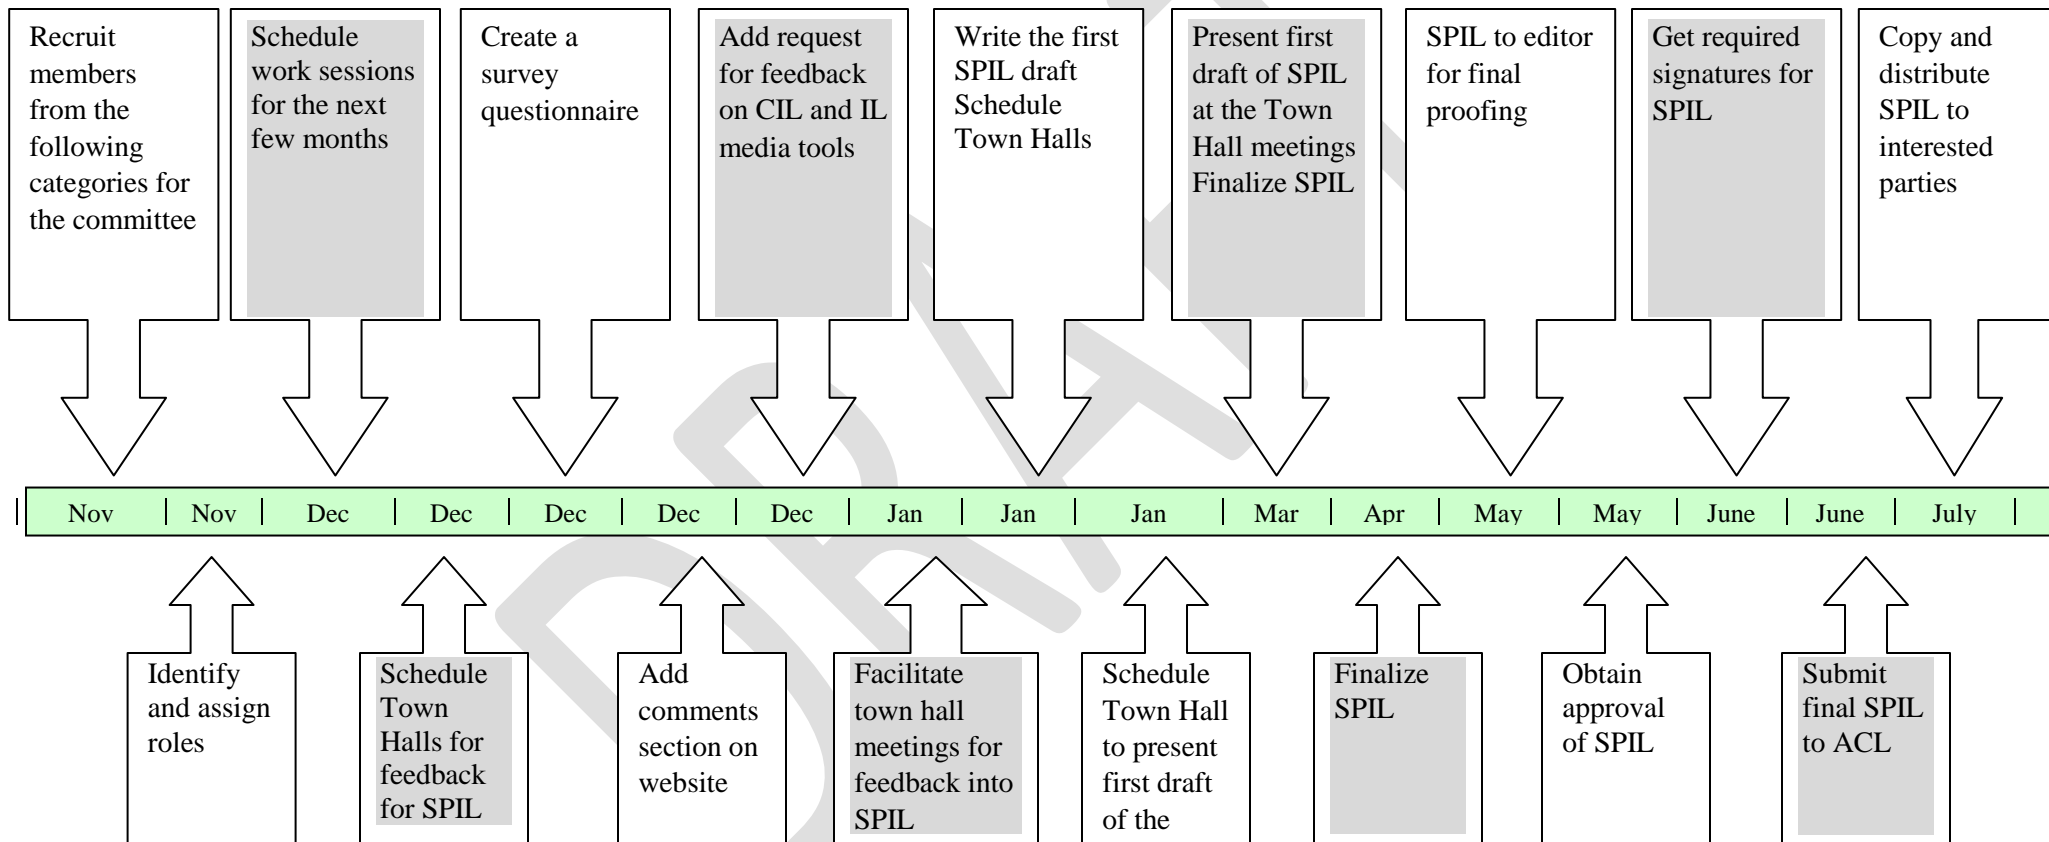 Recruit
members
from the
following
categories for
the committee
Schedule
work sessions
for the next
few months
Create a
survey
questionnaire
Add request
for feedback
on CIL and IL
media tools
Write the first
SPIL draft
Schedule
Town Halls
Present first
draft of SPIL
at the Town
Hall meetings
Finalize SPIL
SPIL to editor
for final
proofing
Get required
signatures for
SPIL
Copy and
distribute
SPIL to
interested
parties
Nov Nov Dec Dec Dec Dec Dec Jan Jan Jan Mar Apr May May June June July
Identify
and assign
roles
Schedule
Town
Halls for
feedback
for SPIL
Add
comments
section on
website
Facilitate
town hall
meetings for
feedback into
SPIL
Schedule
Town Hall
to present
first draft
of the
Finalize
SPIL
Obtain
approval
of SPIL
Submit
final SPIL
to ACL